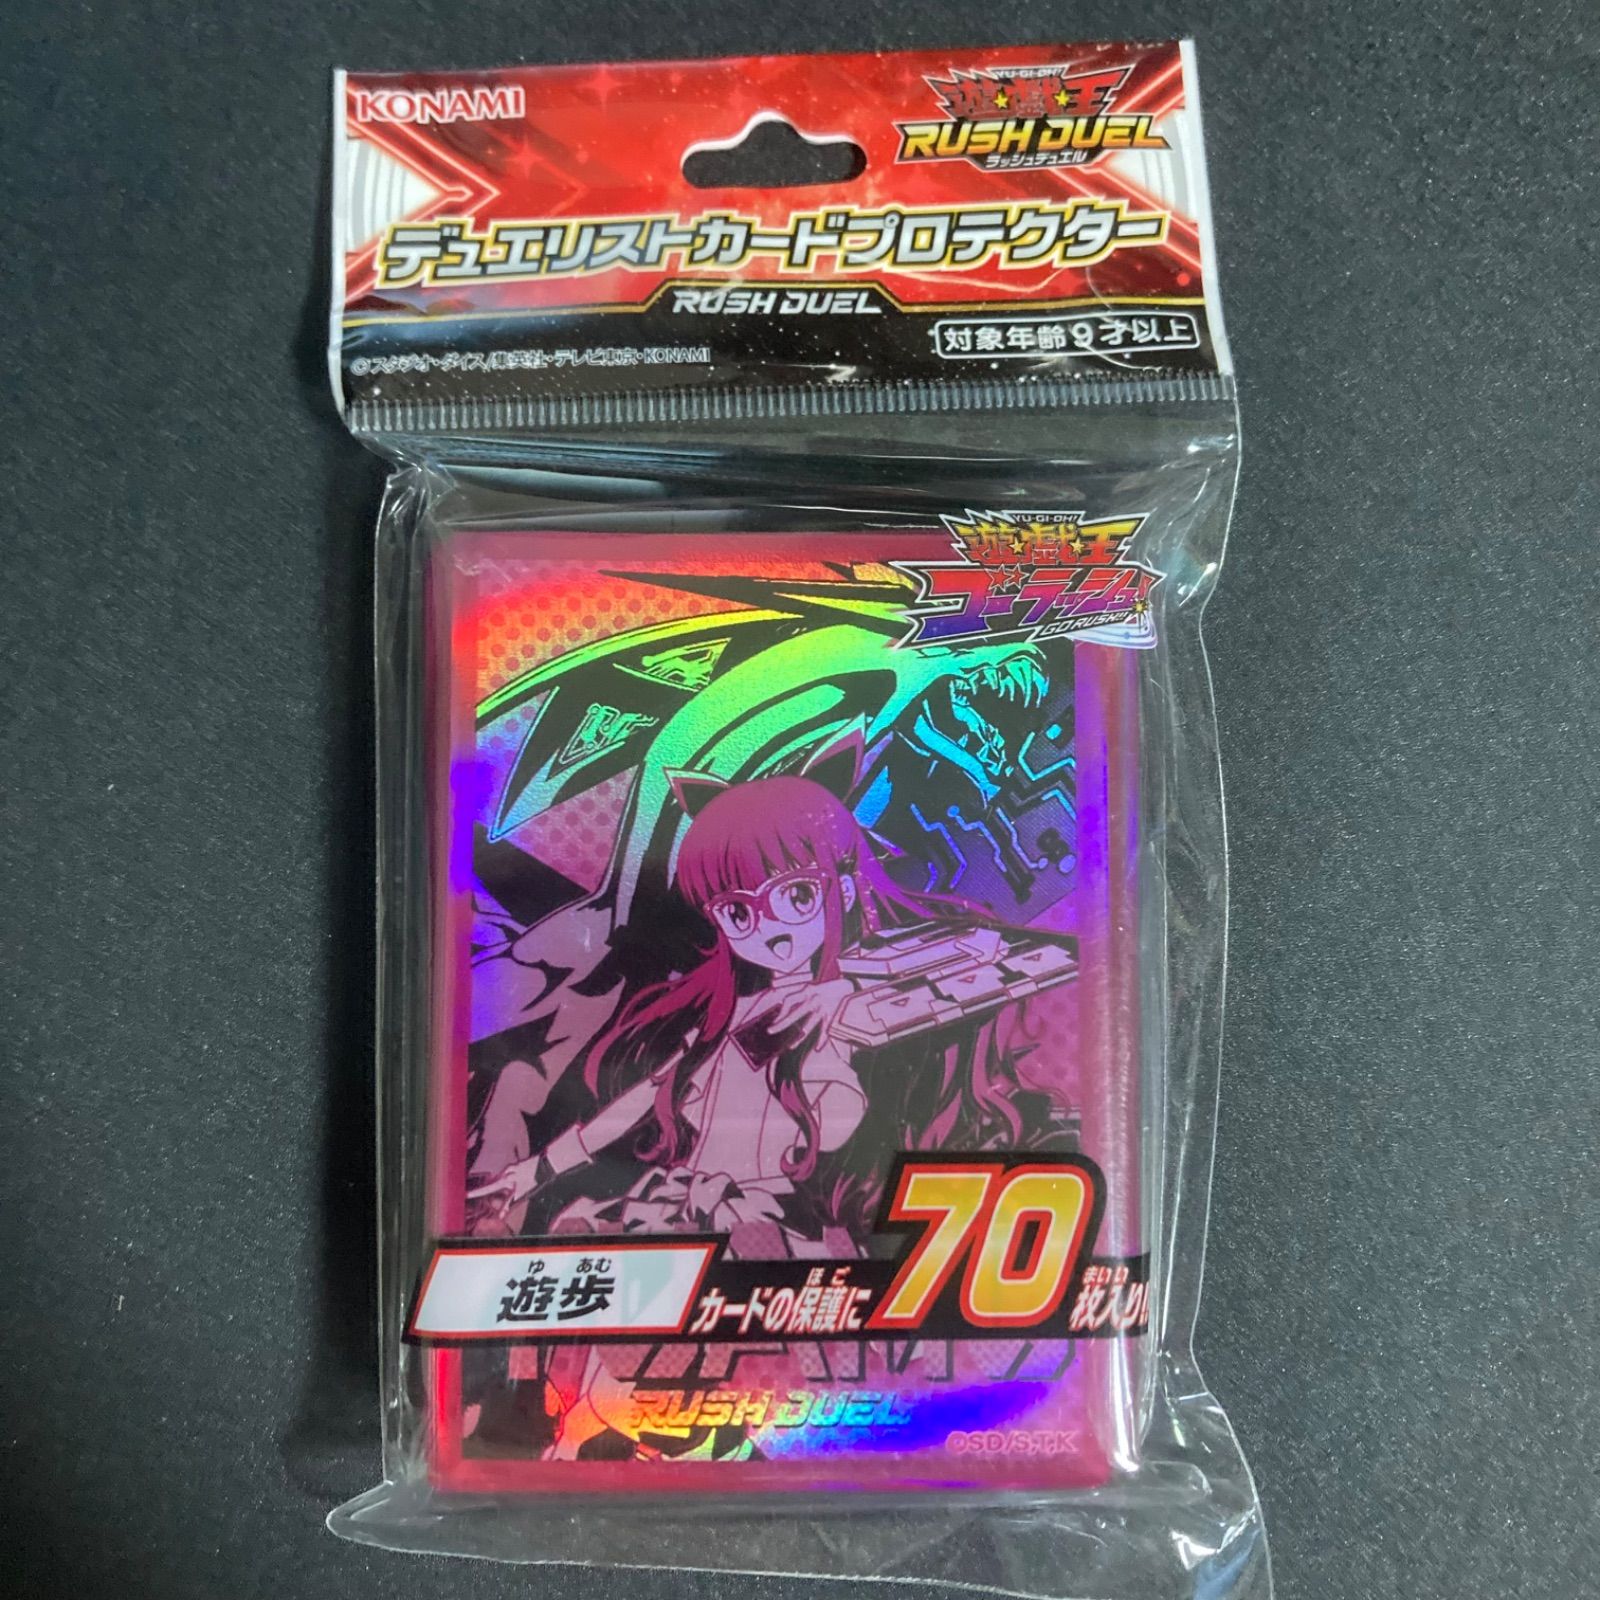 KONAMI
YU-GI-OH!
遊戯王
RUSH DUEL
ラッシュデュエル
デュエリストカードプロテクター
RUSH DUEL
対象年齢9才以上
©スタジオ・ダイス/集英社・テレビ東京・KONAMI
YU-GI-OH!
遊戯王
ゴーラッシュ!!
GO RUSH!!
ゆ あむ
遊歩
ほご
カードの保護に
70
まいい
枚入り!!
RUSH DUEL
©SD/S,T,K